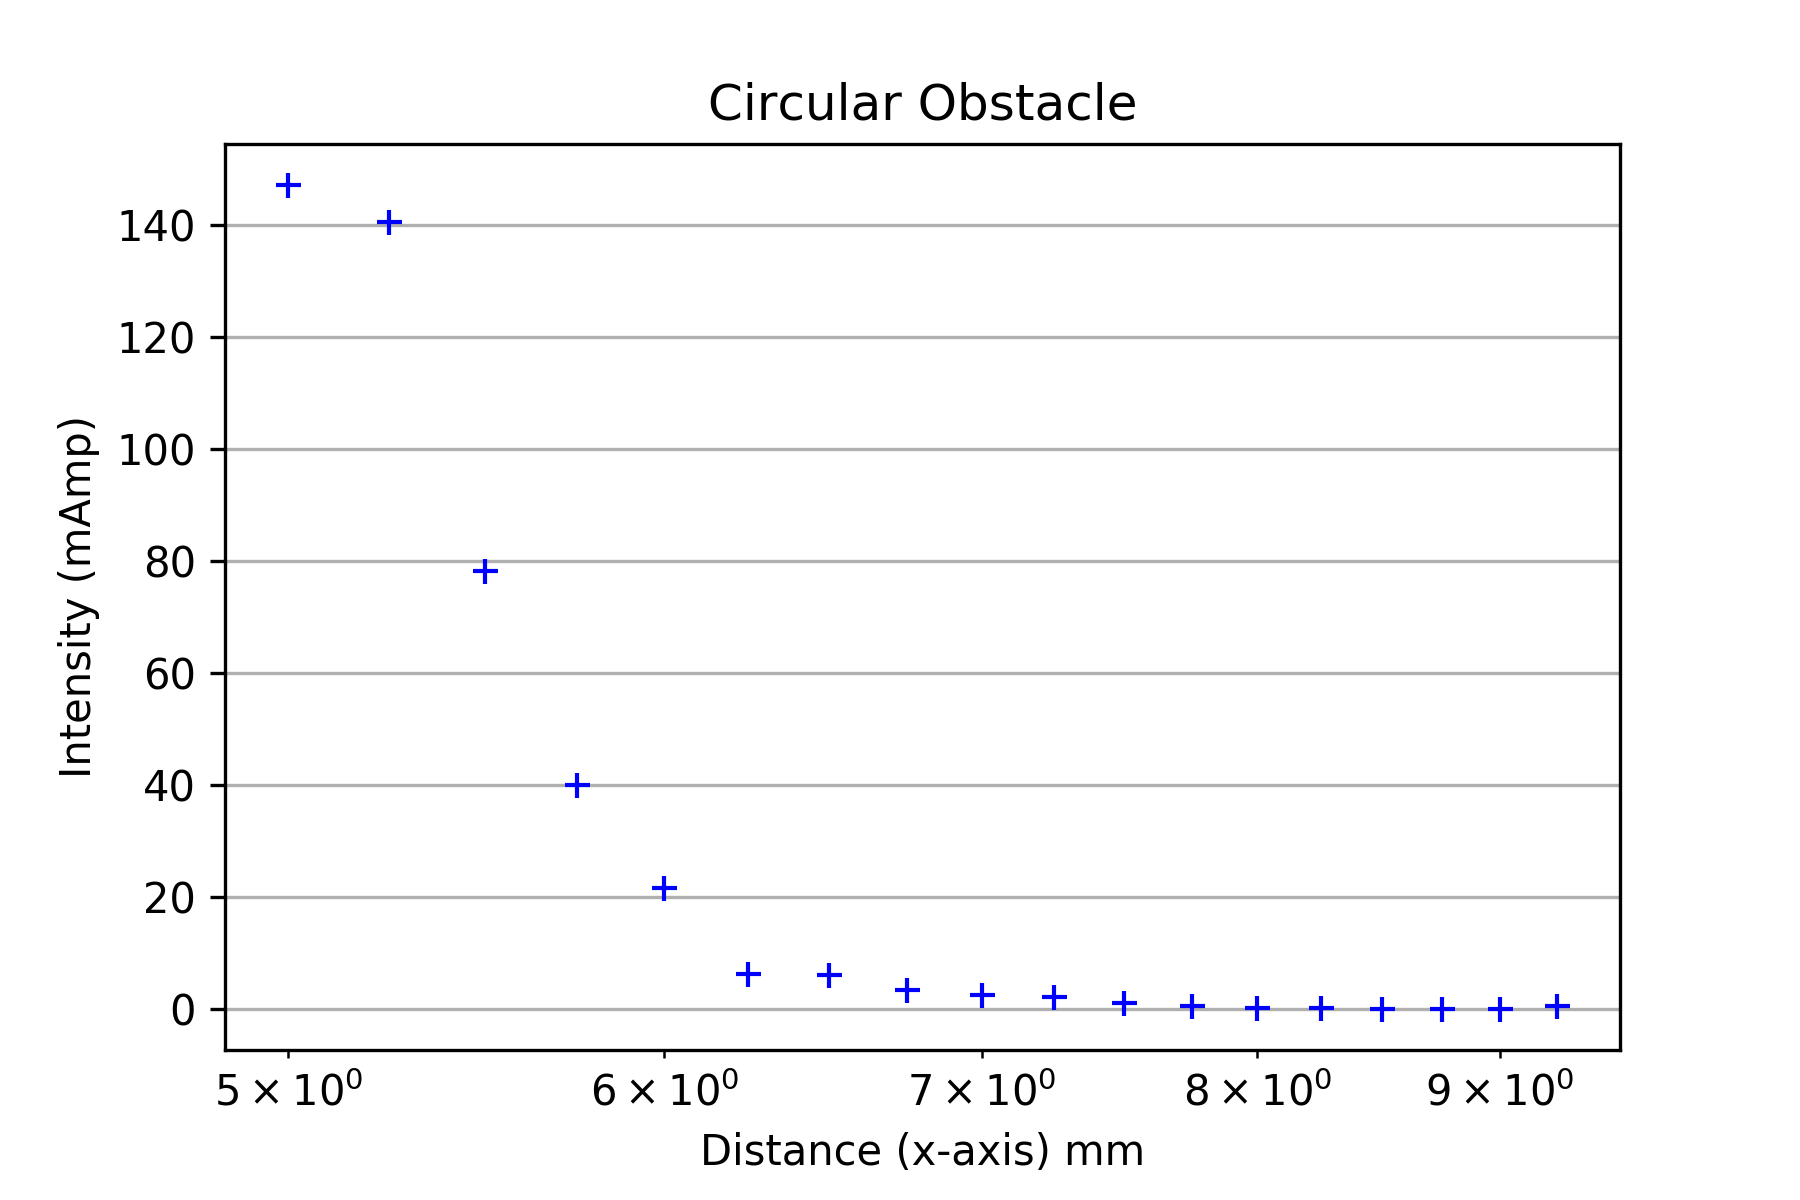 Circular Obstacle
140
120
100
80
60
40
20
0
Intensity (mAmp)
5 × 10⁰
6 × 10⁰
7 × 10⁰
8 × 10⁰
9 × 10⁰
Distance (x-axis) mm